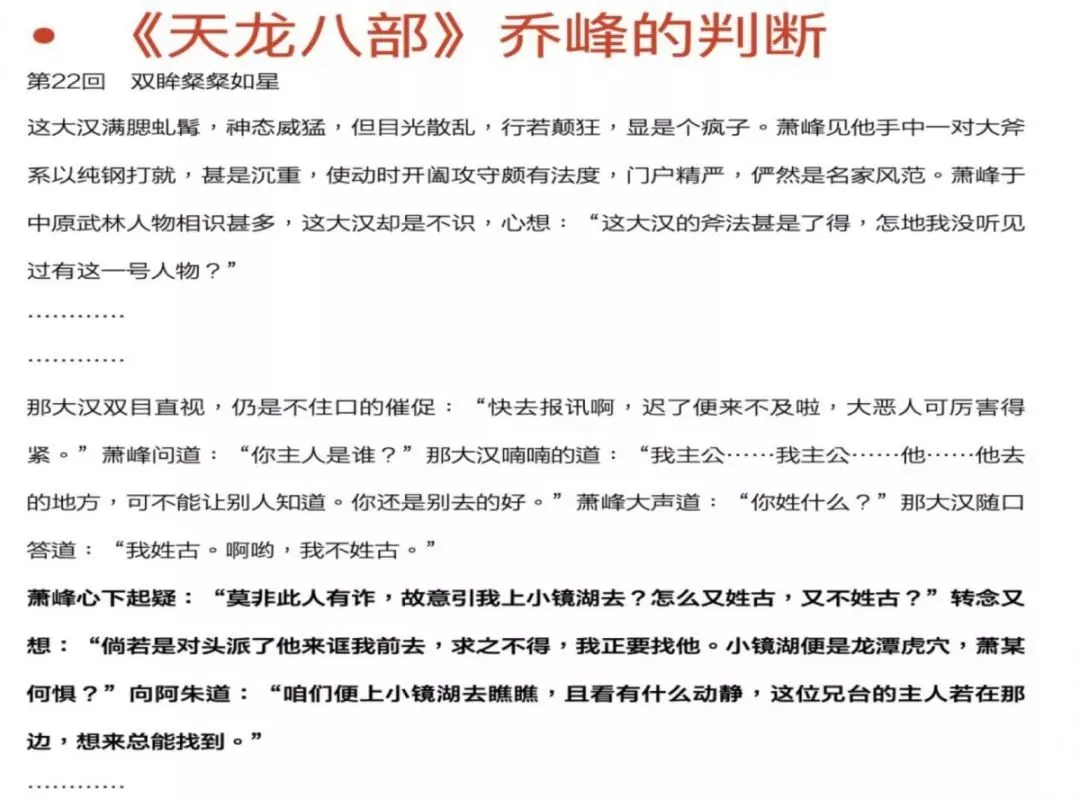 • 《天龙八部》乔峰的判断
第22回 双眸粲粲如星
这大汉满腮虬髯，神态威猛，但目光散乱，行若颠狂，显是个疯子。萧峰见他手中一对大斧
系以纯钢打就，甚是沉重，使动时开阖攻守颇有法度，门户精严，俨然是名家风范。萧峰于
中原武林人物相识甚多，这大汉却是不识，心想：“这大汉的斧法甚是了得，怎地我没听见
过有这一号人物？”
…………
…………
那大汉双目直视，仍是不住口的催促：“快去报讯啊，迟了便来不及啦，大恶人可厉害得
紧。”萧峰问道：“你主人是谁？”那大汉喃喃的道：“我主公……我主公……他……他去
的地方，可不能让别人知道。你还是别去的好。”萧峰大声道：“你姓什么？”那大汉随口
答道：“我姓古。啊哟，我不姓古。”
萧峰心下起疑：“莫非此人有诈，故意引我上小镜湖去？怎么又姓古，又不姓古？”转念又
想：“倘若是对头派了他来诓我前去，求之不得，我正要找他。小镜湖便是龙潭虎穴，萧某
何惧？”向阿朱道：“咱们便上小镜湖去瞧瞧，且看有什么动静，这位兄台的主人若在那
边，想来总能找到。”
…………